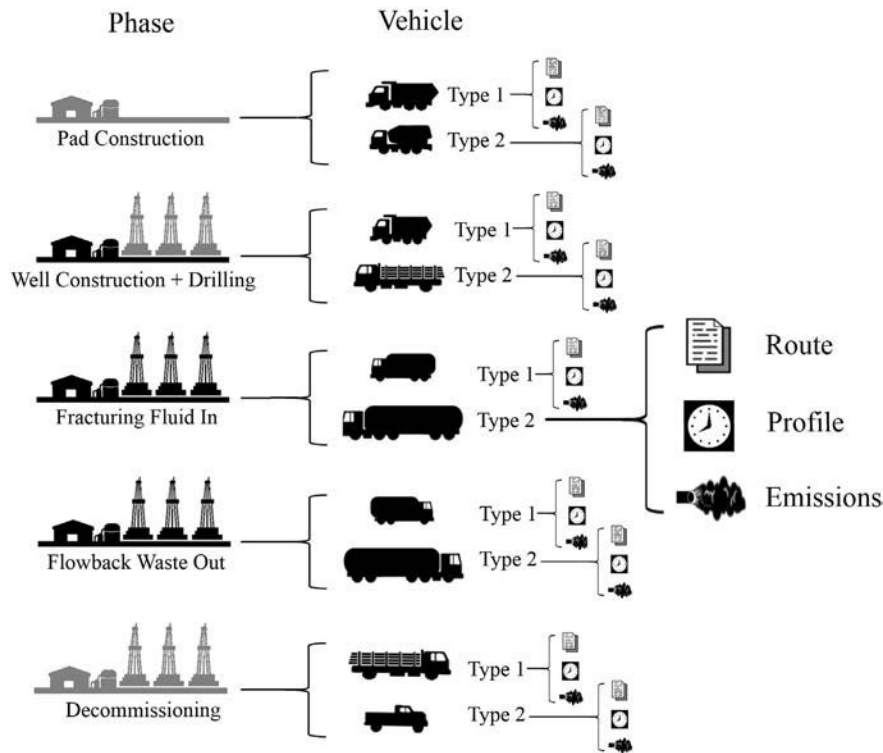 Phase
Vehicle
Type 1
Pad Construction
Type 2
Type 1
Well Construction + Drilling
Type 2
Route
Type 1
Fracturing Fluid In
Type 2
Profile
Emissions
Type 1
Flowback Waste Out
Type 2
Type 1
Decommissioning
Type 2